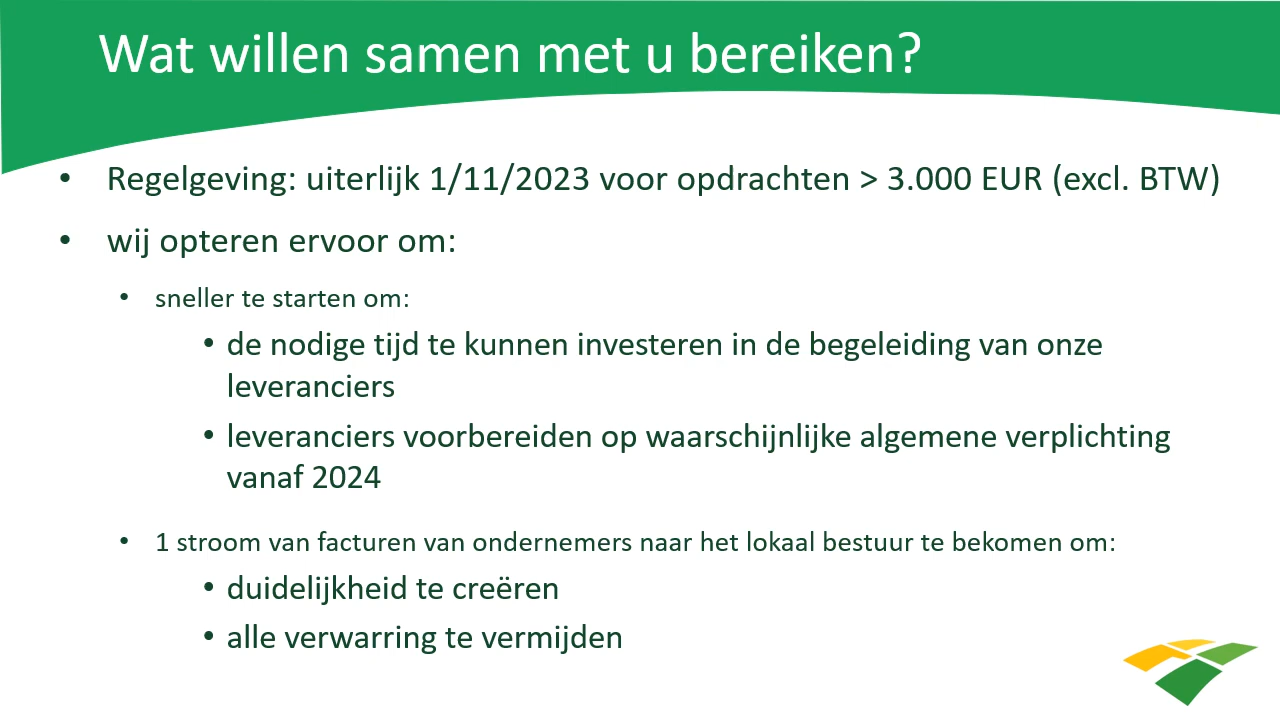 Wat willen samen met u bereiken?
• Regelgeving: uiterlijk 1/11/2023 voor opdrachten > 3.000 EUR (excl. BTW)
• wij opteren ervoor om:
• sneller te starten om:
• de nodige tijd te kunnen investeren in de begeleiding van onze
leveranciers
• leveranciers voorbereiden op waarschijnlijke algemene verplichting
vanaf 2024
• 1 stroom van facturen van ondernemers naar het lokaal bestuur te bekomen om:
• duidelijkheid te creëren
• alle verwarring te vermijden